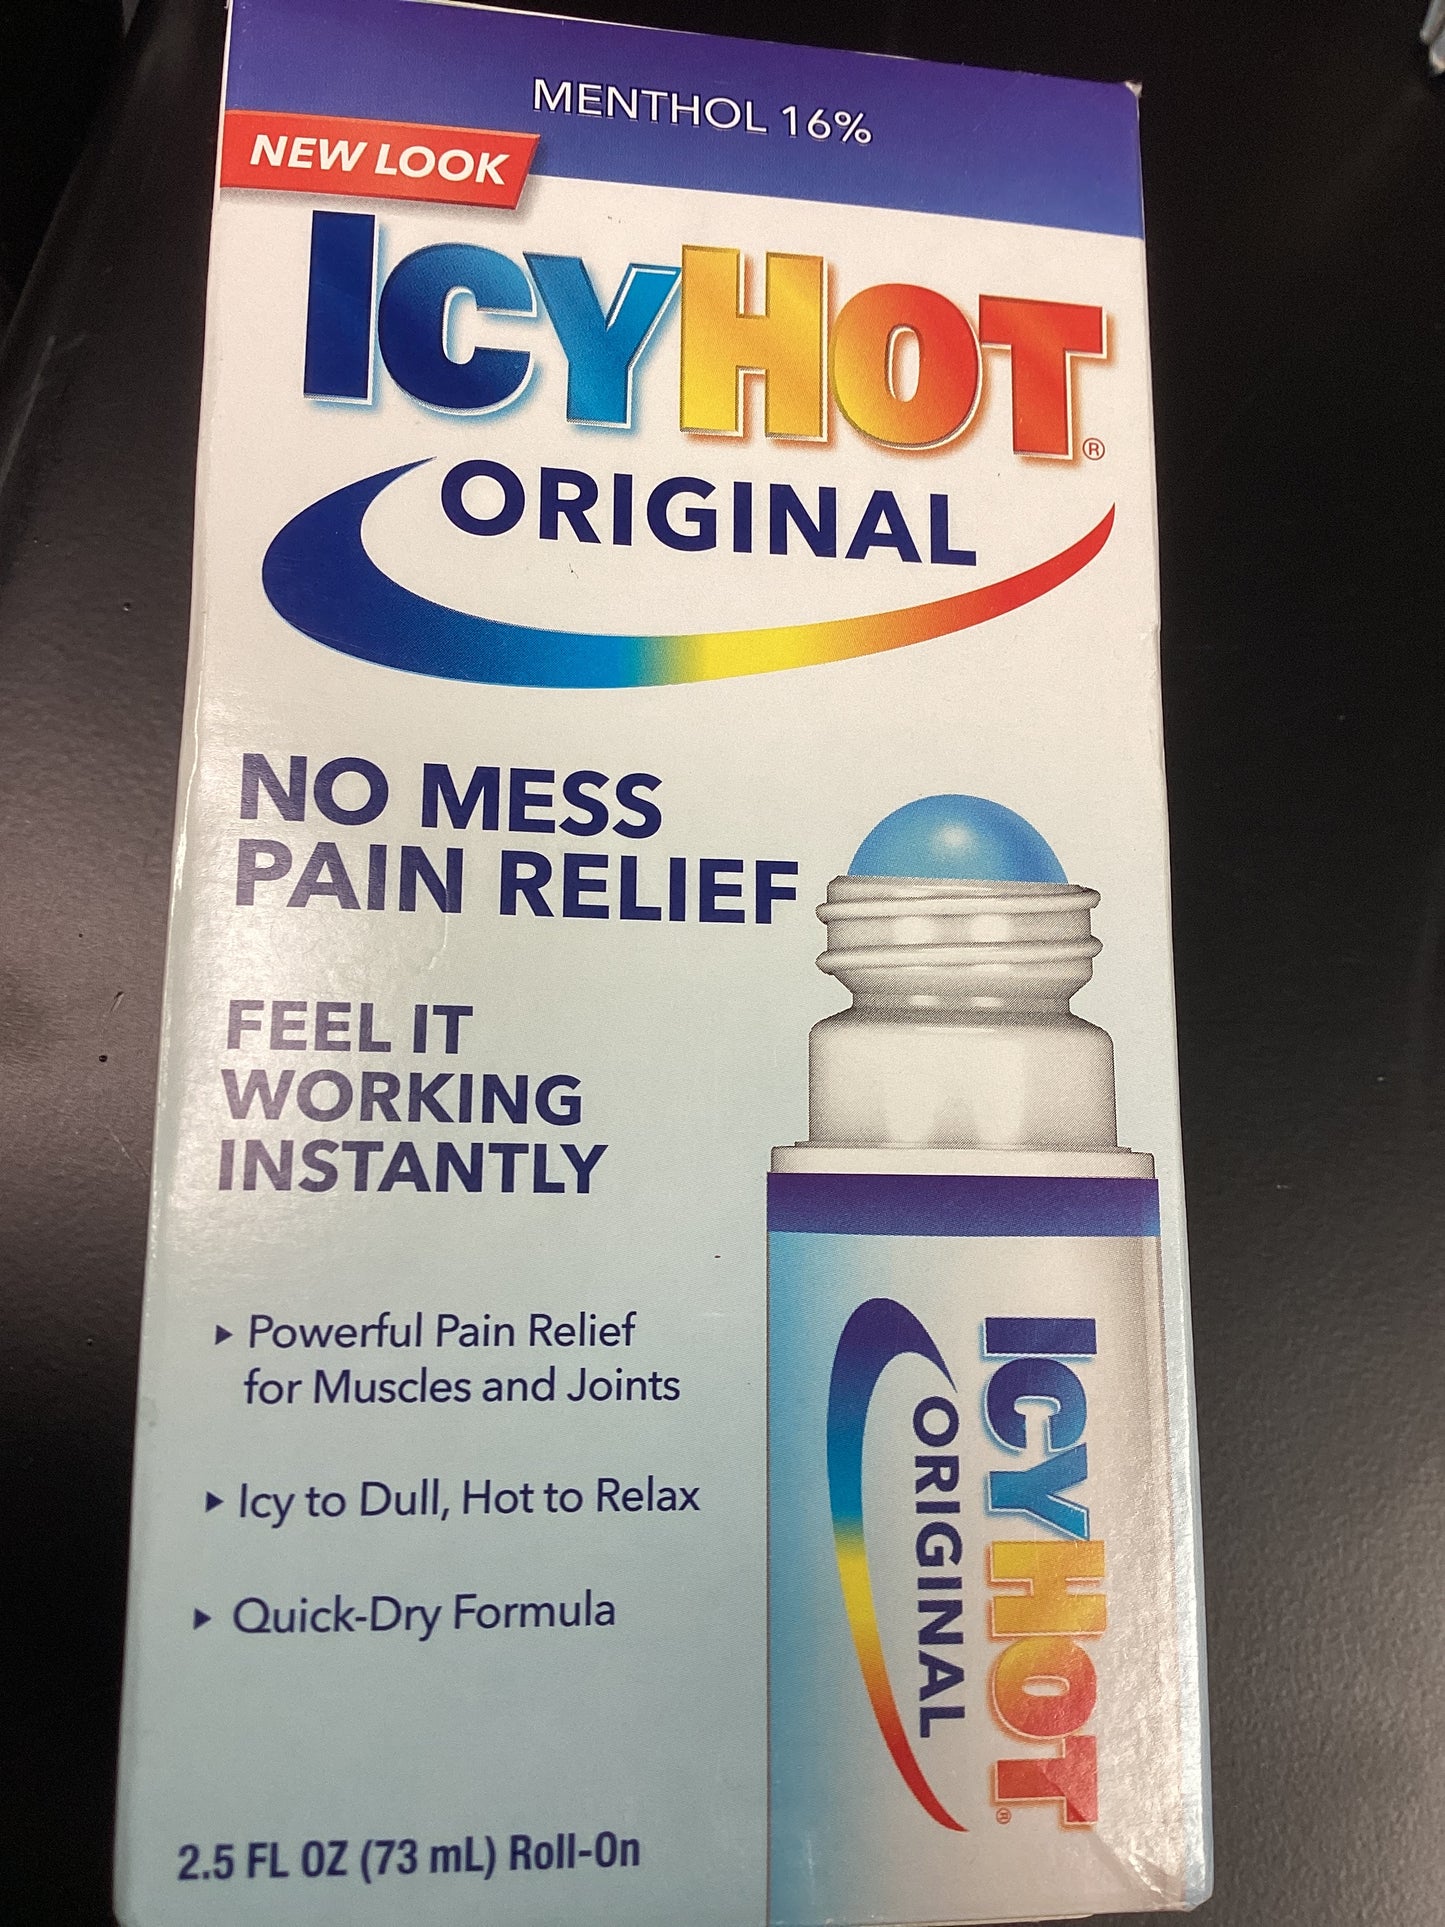 MENTHOL 16%
NEW LOOK
ICYHOT®
ORIGINAL
NO MESS
PAIN RELIEF
FEEL IT
WORKING
INSTANTLY
▸ Powerful Pain Relief
for Muscles and Joints
▸ Icy to Dull, Hot to Relax
▸ Quick-Dry Formula
2.5 FL OZ (73 mL) Roll-On
ICYHOT®
ORIGINAL